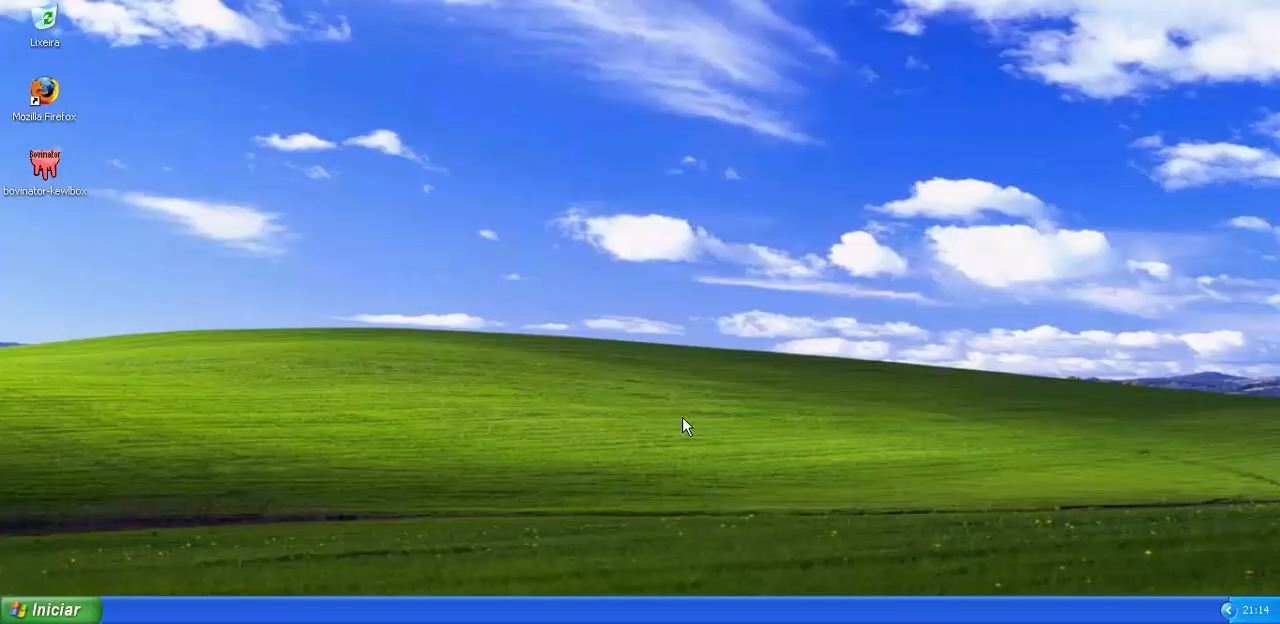 Lixeira
Mozilla Firefox
Bovinator
bovinator-kewlbox
Iniciar
21:14